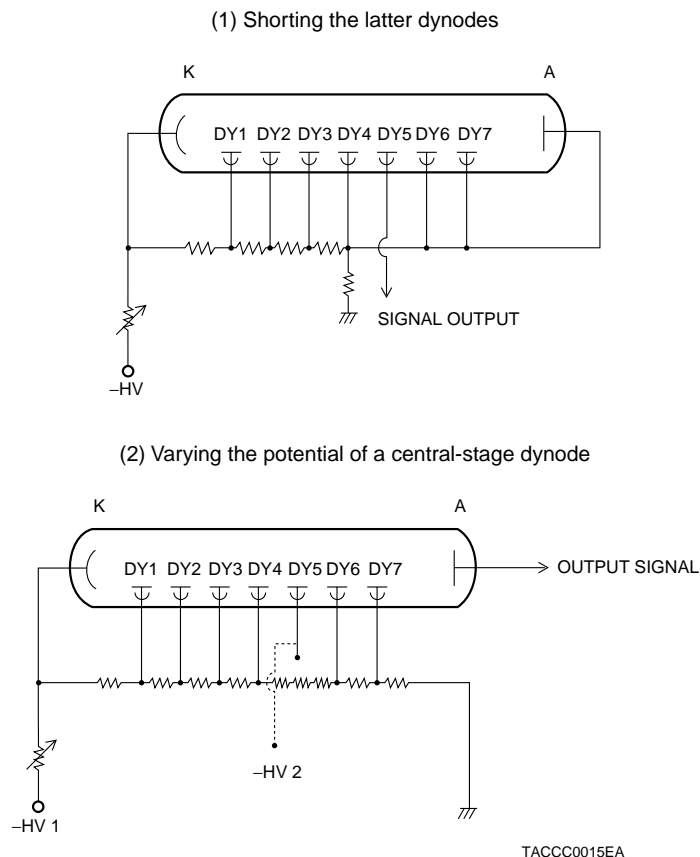 (1) Shorting the latter dynodes
K A
DY1 DY2 DY3 DY4 DY5 DY6 DY7
SIGNAL OUTPUT
–HV
(2) Varying the potential of a central-stage dynode
K A
DY1 DY2 DY3 DY4 DY5 DY6 DY7
OUTPUT SIGNAL
–HV 2
–HV 1
TACCC0015EA